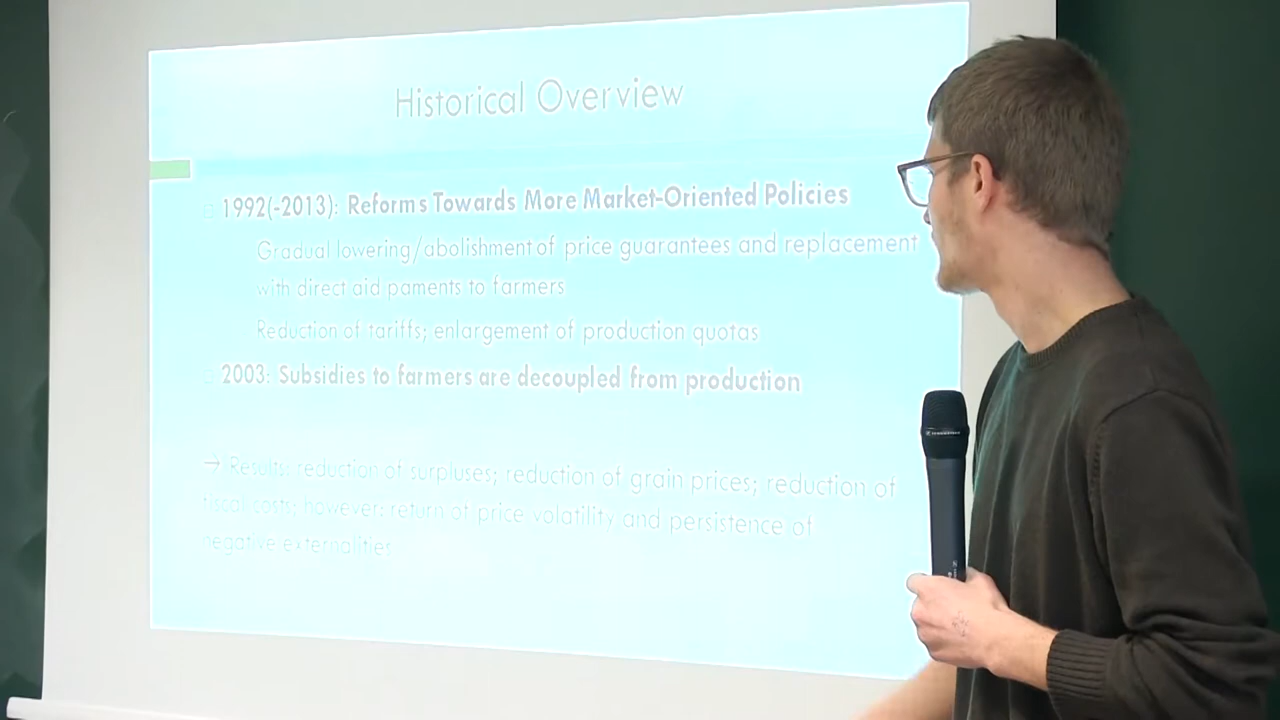 Historical Overview
1992(-2013): Reforms Towards More Market-Oriented Policies
Gradual lowering/abolishment of price guarantees and replacement
with direct aid paments to farmers
Reduction of tariffs; enlargement of production quotas
2003: Subsidies to farmers are decoupled from production
→ Results: reduction of surpluses; reduction of grain prices; reduction of
fiscal costs; however: return of price volatility and persistence of
negative externalities